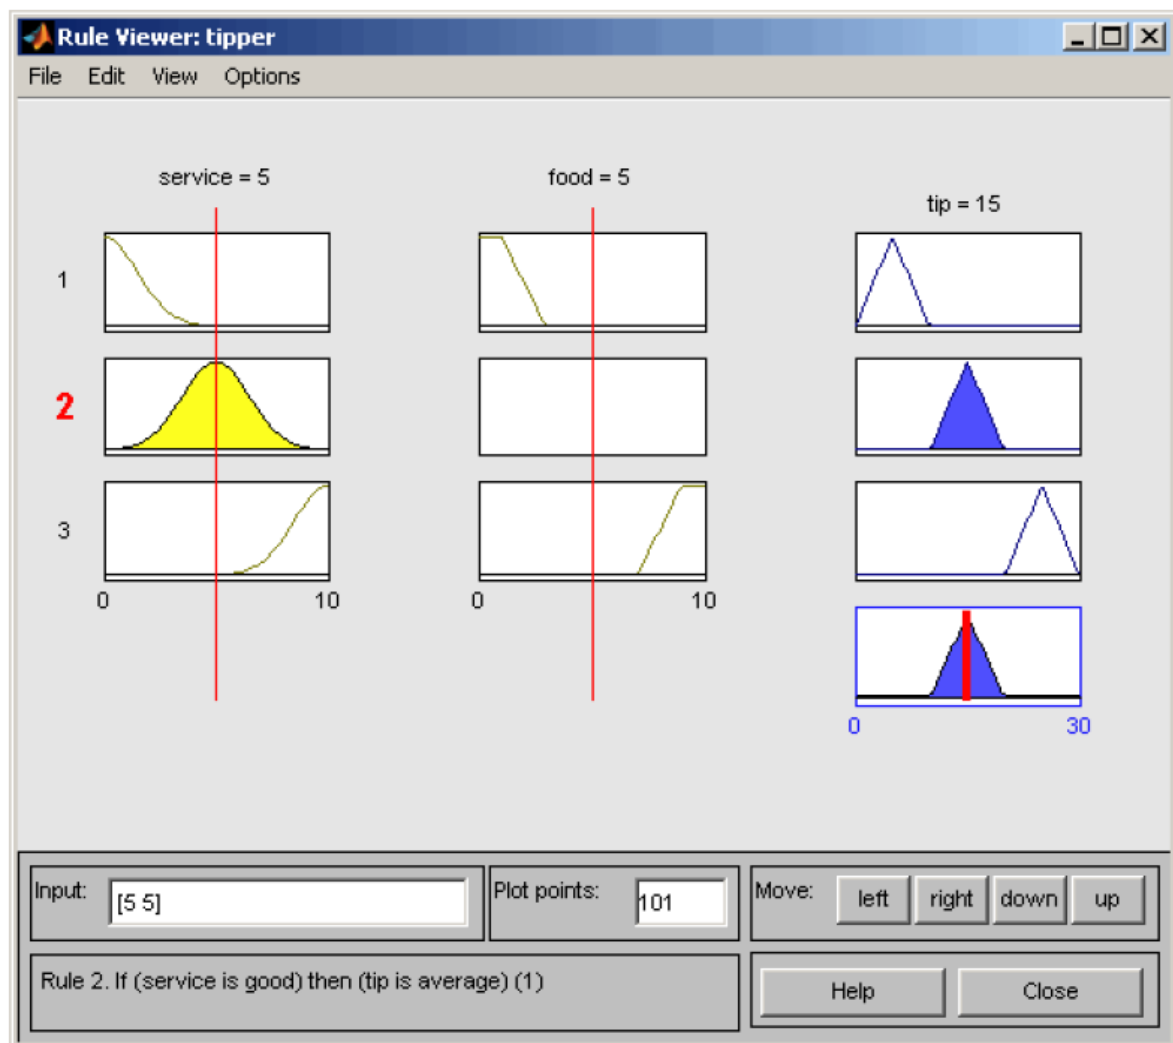 Rule Viewer: tipper
File Edit View Options
service = 5 food = 5
tip = 15
1
2
3
0 10 0 10
0 30
Input: [5 5] Plot points: 101 Move: left right down up
Rule 2. If (service is good) then (tip is average) (1)
Help Close